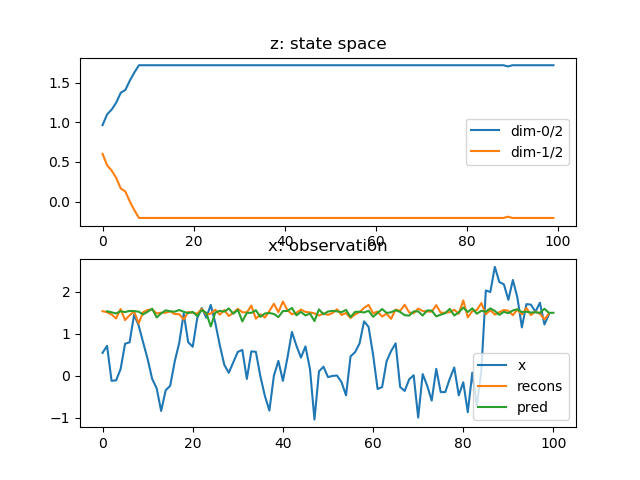 z: state space
1.5
1.0
0.5
0.0
dim-0/2
dim-1/2
0 20 40 60 80 100
x: observation
2
1
0
−1
x
recons
pred
0 20 40 60 80 100